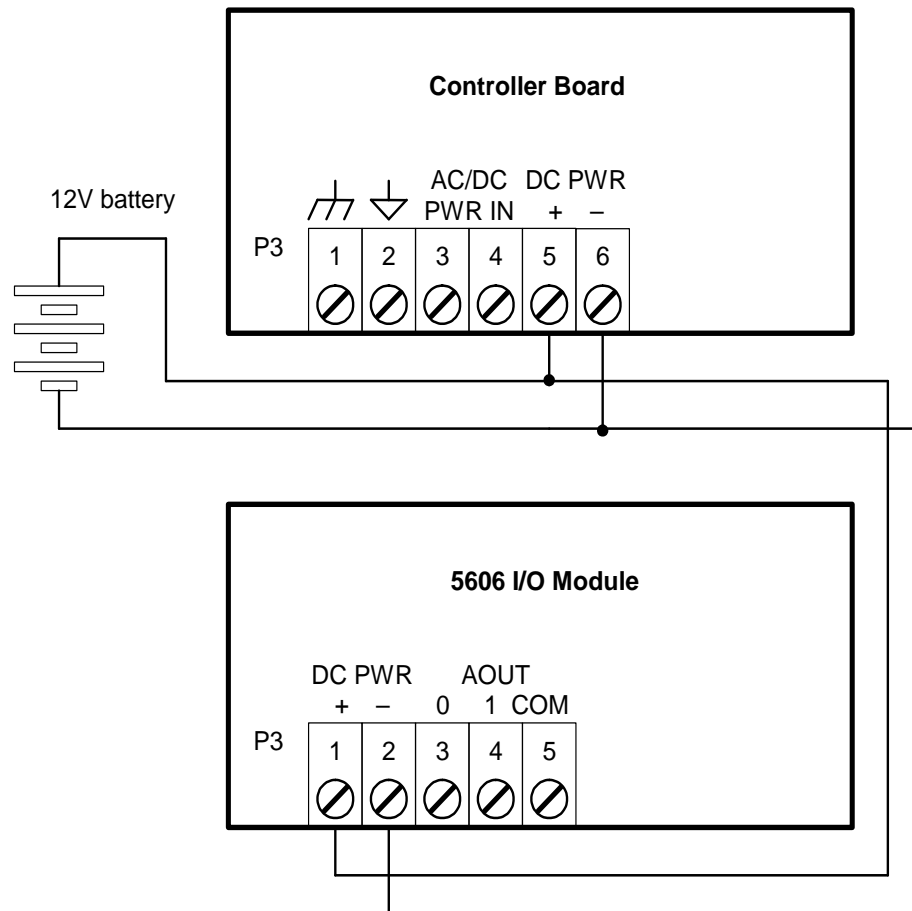 Controller Board
12V battery
AC/DC DC PWR
PWR IN + –
P3
1 2 3 4 5 6
5606 I/O Module
DC PWR AOUT
+ – 0 1 COM
P3
1 2 3 4 5